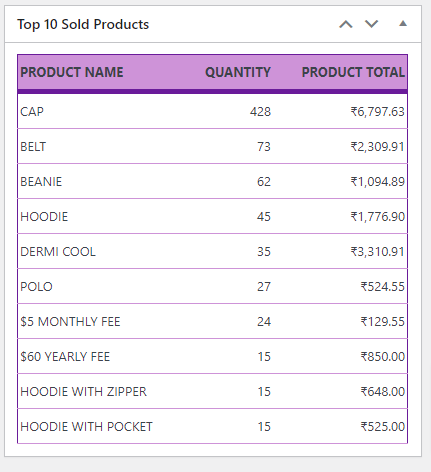 Top 10 Sold Products
PRODUCT NAME QUANTITY PRODUCT TOTAL
CAP 428 ₹6,797.63
BELT 73 ₹2,309.91
BEANIE 62 ₹1,094.89
HOODIE 45 ₹1,776.90
DERMI COOL 35 ₹3,310.91
POLO 27 ₹524.55
$5 MONTHLY FEE 24 ₹129.55
$60 YEARLY FEE 15 ₹850.00
HOODIE WITH ZIPPER 15 ₹648.00
HOODIE WITH POCKET 15 ₹525.00